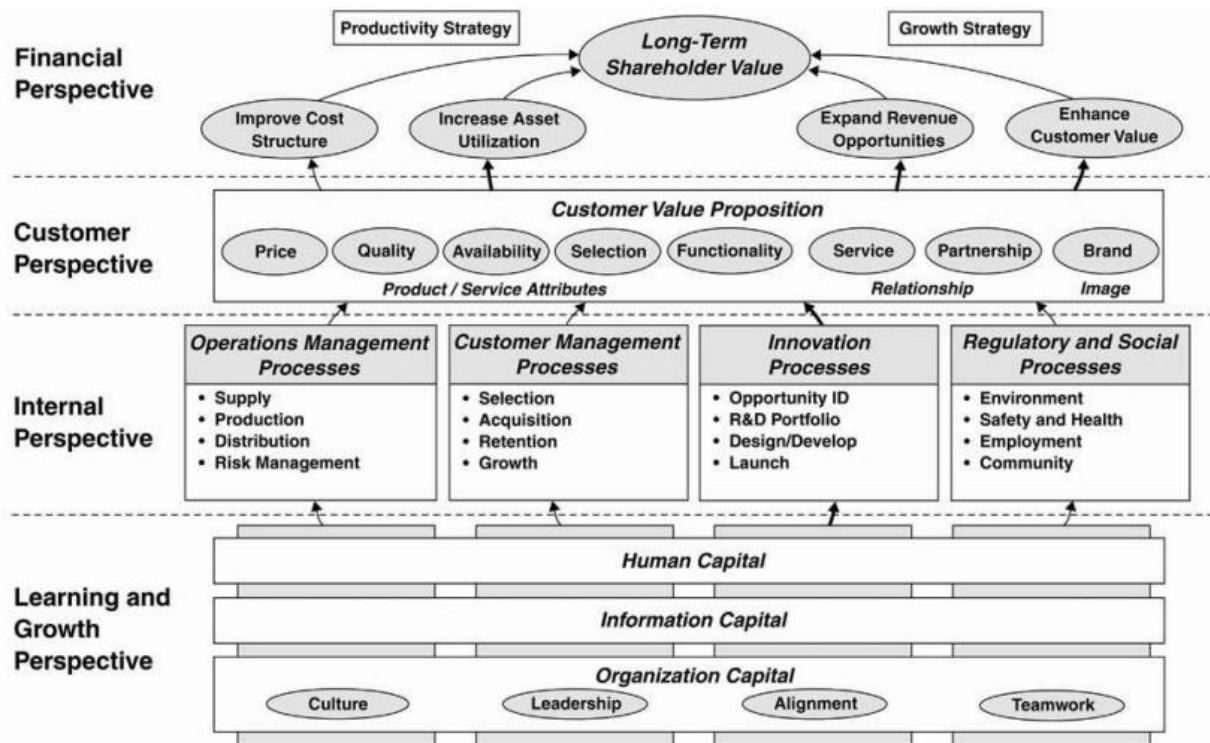 Financial
Perspective
Productivity Strategy
Growth Strategy
Long-Term
Shareholder Value
Improve Cost
Structure
Increase Asset
Utilization
Expand Revenue
Opportunities
Enhance
Customer Value
Customer
Perspective
Customer Value Proposition
Price
Quality
Availability
Selection
Functionality
Service
Partnership
Brand
Product / Service Attributes
Relationship
Image
Internal
Perspective
Operations Management
Processes
• Supply
• Production
• Distribution
• Risk Management
Customer Management
Processes
• Selection
• Acquisition
• Retention
• Growth
Innovation
Processes
• Opportunity ID
• R&D Portfolio
• Design/Develop
• Launch
Regulatory and Social
Processes
• Environment
• Safety and Health
• Employment
• Community
Learning and
Growth
Perspective
Human Capital
Information Capital
Organization Capital
Culture
Leadership
Alignment
Teamwork